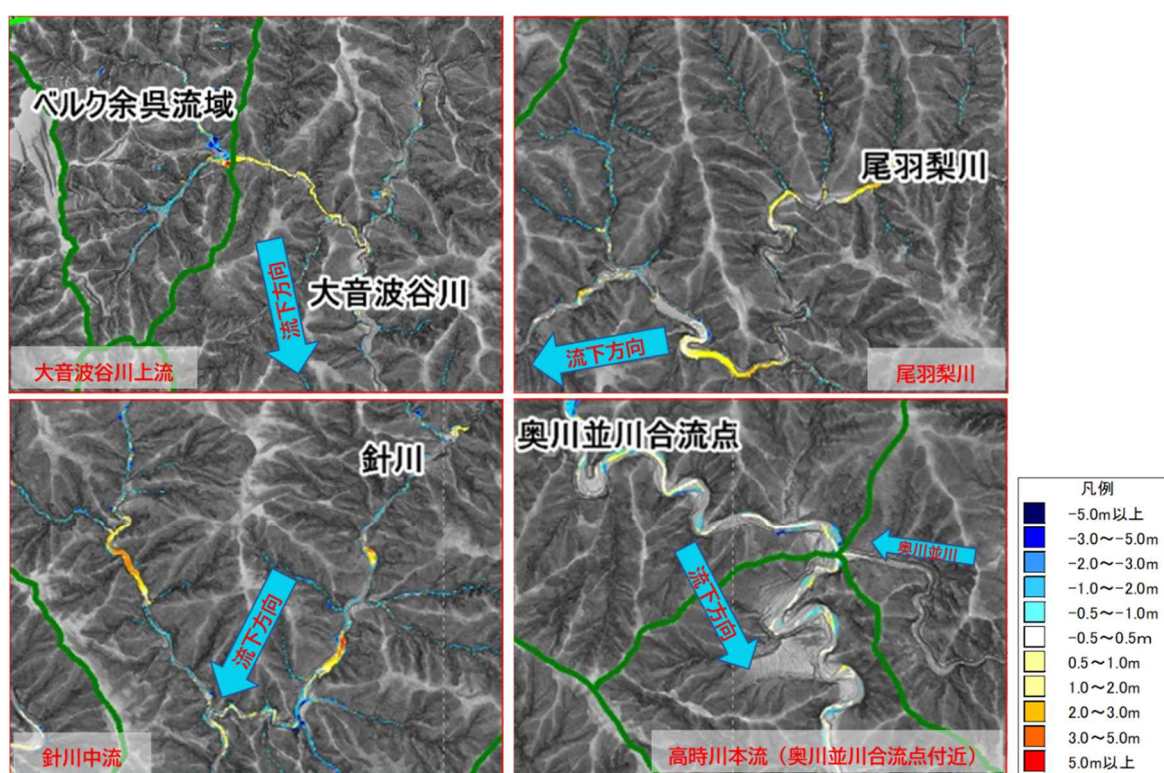 ベルク余呉流域
大音波谷川
流下方向
大音波谷川上流
尾羽梨川
流下方向
尾羽梨川
針川
流下方向
針川中流
奥川並川合流点
奥川並川
流下方向
高時川本流（奥川並川合流点付近）
凡例
-5.0m以上
-3.0～-5.0m
-2.0～-3.0m
-1.0～-2.0m
-0.5～-1.0m
-0.5～0.5m
0.5～1.0m
1.0～2.0m
2.0～3.0m
3.0～5.0m
5.0m以上